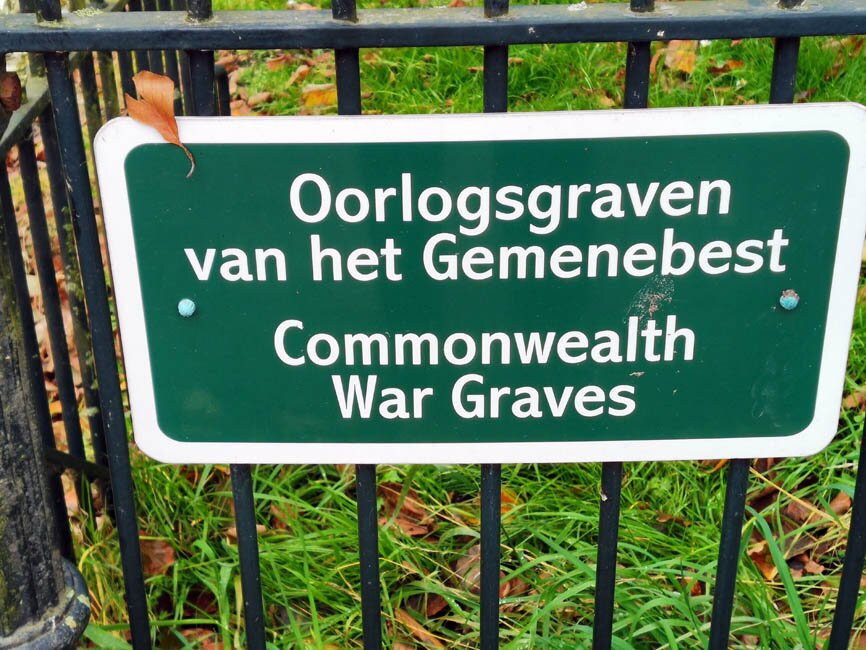 Oorlogsgraven
van het Gemenebest
Commonwealth
War Graves